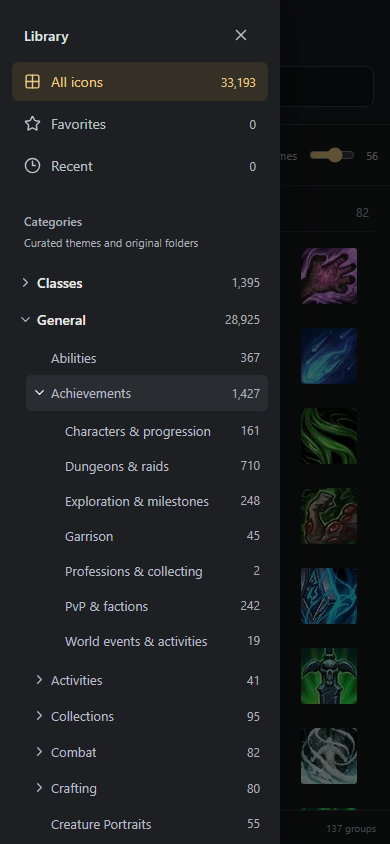 Library
All icons 33,193
mes 56
Favorites 0
Recent 0
82
Categories
Curated themes and original folders
Classes 1,395
General 28,925
Abilities 367
Achievements 1,427
Characters & progression 161
Dungeons & raids 710
Exploration & milestones 248
Garrison 45
Professions & collecting 2
PvP & factions 242
World events & activities 19
Activities 41
Collections 95
Combat 82
Crafting 80
Creature Portraits 55
137 groups